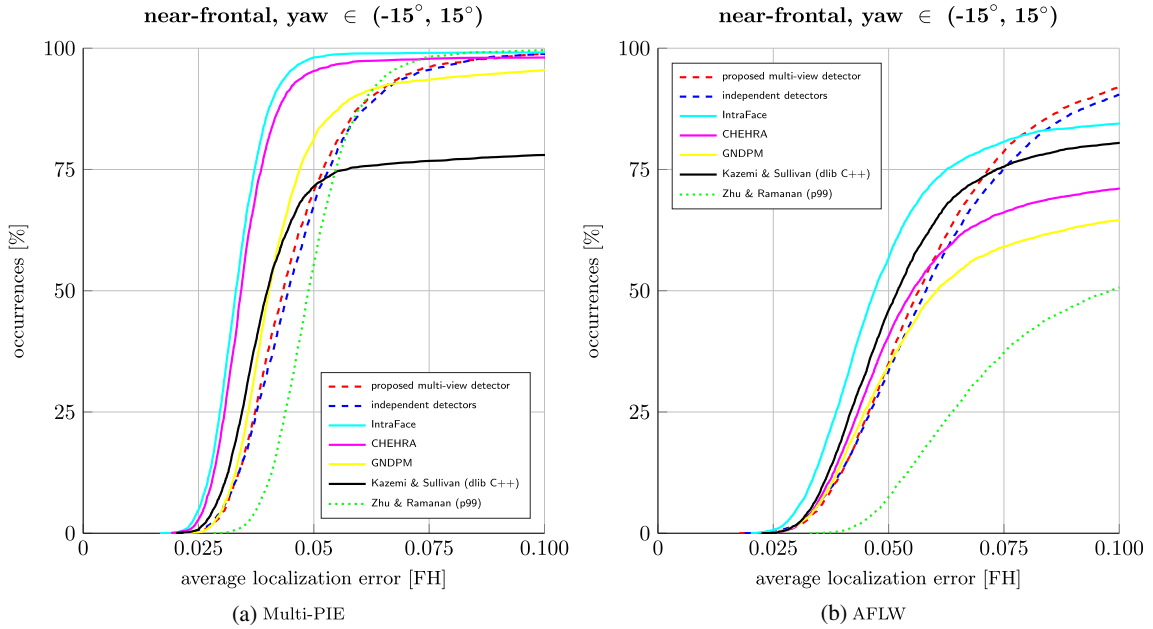 near-frontal, yaw ∈ (-15°, 15°)
100
75
50
25
0
occurrences [%]
proposed multi-view detector
independent detectors
IntraFace
CHEHRA
GNDPM
Kazemi & Sullivan (dlib C++)
Zhu & Ramanan (p99)
0 0.025 0.05 0.075 0.100
average localization error [FH]
(a) Multi-PIE
near-frontal, yaw ∈ (-15°, 15°)
100
75
50
25
0
occurrences [%]
proposed multi-view detector
independent detectors
IntraFace
CHEHRA
GNDPM
Kazemi & Sullivan (dlib C++)
Zhu & Ramanan (p99)
0 0.025 0.050 0.075 0.100
average localization error [FH]
(b) AFLW